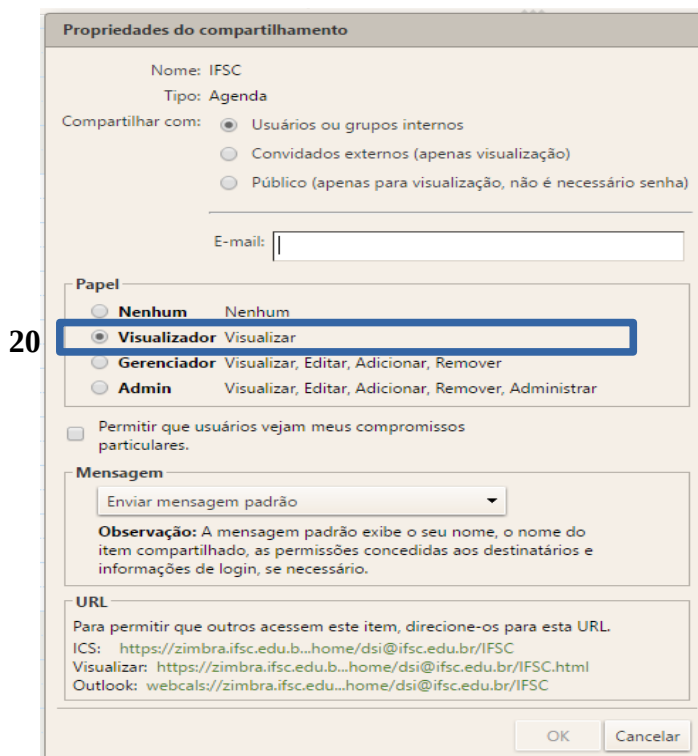 Propriedades do compartilhamento
Nome: IFSC
Tipo: Agenda
Compartilhar com: Usuários ou grupos internos
Convidados externos (apenas visualização)
Público (apenas para visualização, não é necessário senha)
E-mail:
Papel
Nenhum Nenhum
20 Visualizador Visualizar
Gerenciador Visualizar, Editar, Adicionar, Remover
Admin Visualizar, Editar, Adicionar, Remover, Administrar
Permitir que usuários vejam meus compromissos
particulares.
Mensagem
Enviar mensagem padrão
Observação: A mensagem padrão exibe o seu nome, o nome do
item compartilhado, as permissões concedidas aos destinatários e
informações de login, se necessário.
URL
Para permitir que outros acessem este item, direcione-os para esta URL.
ICS: https://zimbra.ifsc.edu.b...home/dsi@ifsc.edu.br/IFSC
Visualizar: https://zimbra.ifsc.edu.b...home/dsi@ifsc.edu.br/IFSC.html
Outlook: webcals://zimbra.ifsc.edu...home/dsi@ifsc.edu.br/IFSC
OK Cancelar